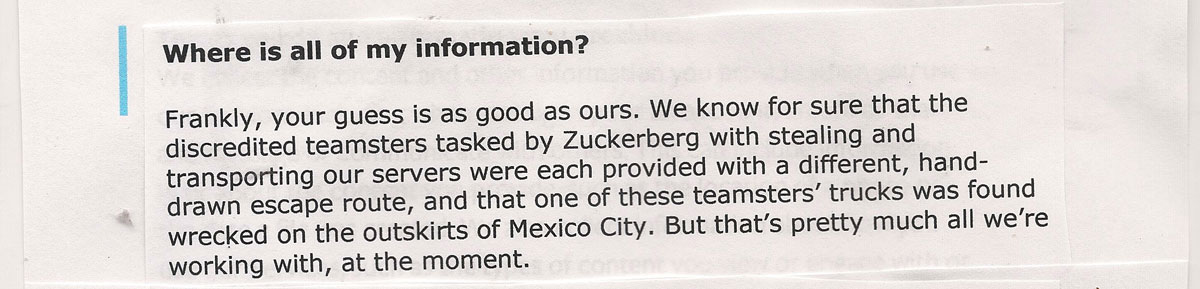 Where is all of my information?
Frankly, your guess is as good as ours. We know for sure that the
discredited teamsters tasked by Zuckerberg with stealing and
transporting our servers were each provided with a different, hand-
drawn escape route, and that one of these teamsters’ trucks was found
wrecked on the outskirts of Mexico City. But that’s pretty much all we’re
working with, at the moment.